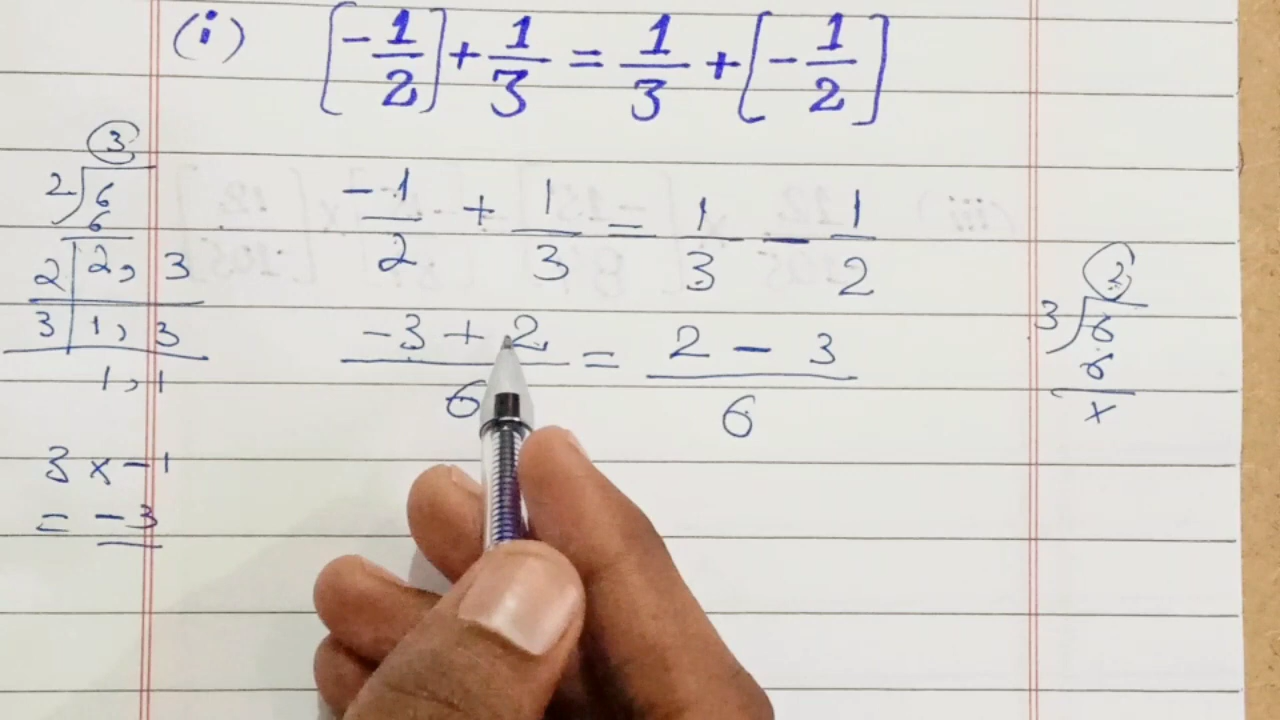 (i) [-1/2] + 1/3 = 1/3 + [-1/2]
-1/2 + 1/3 = 1/3 - 1/2
-3 + 2/6 = 2 - 3/6
3
2 6
6
2 2, 3
3 1, 3
1, 1
3 x -1
= -3
2
3 6
6
x